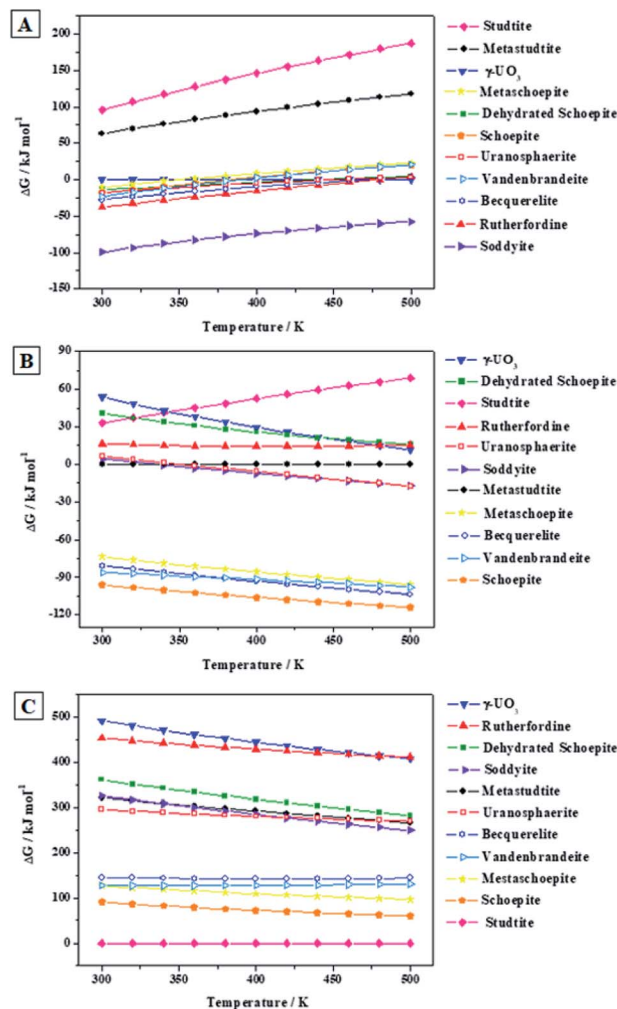 A
ΔG / kJ mol⁻¹
200
150
100
50
0
-50
-100
-150
300
350
400
450
500
Temperature / K
Studtite
Metastudtite
γ-UO₃
Metaschoepite
Dehydrated Schoepite
Schoepite
Uranosphaerite
Vandenbrandeite
Becquerelite
Rutherfordine
Soddyite
B
ΔG / kJ mol⁻¹
90
60
30
0
-30
-60
-90
-120
300
350
400
450
500
Temperature / K
γ-UO₃
Dehydrated Schoepite
Studtite
Rutherfordine
Uranosphaerite
Soddyite
Metastudtite
Metaschoepite
Becquerelite
Vandenbrandeite
Schoepite
C
ΔG / kJ mol⁻¹
500
400
300
200
100
0
300
350
400
450
500
Temperature / K
γ-UO₃
Rutherfordine
Dehydrated Schoepite
Soddyite
Metastudtite
Uranosphaerite
Becquerelite
Vandenbrandeite
Mestaschoepite
Schoepite
Studtite